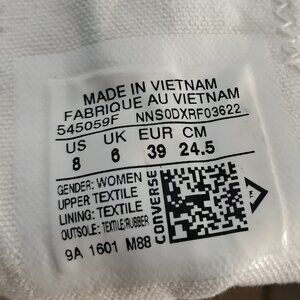 MADE IN VIETNAM
FABRIQUE AU VIETNAM
545059F NNS0DXRF03622
US UK EUR CM
8 6 39 24.5
GENDER: WOMEN
UPPER: TEXTILE
LINING: TEXTILE
OUTSOLE: TEXTILE/RUBBER
9A 1601 M88
CONVERSE